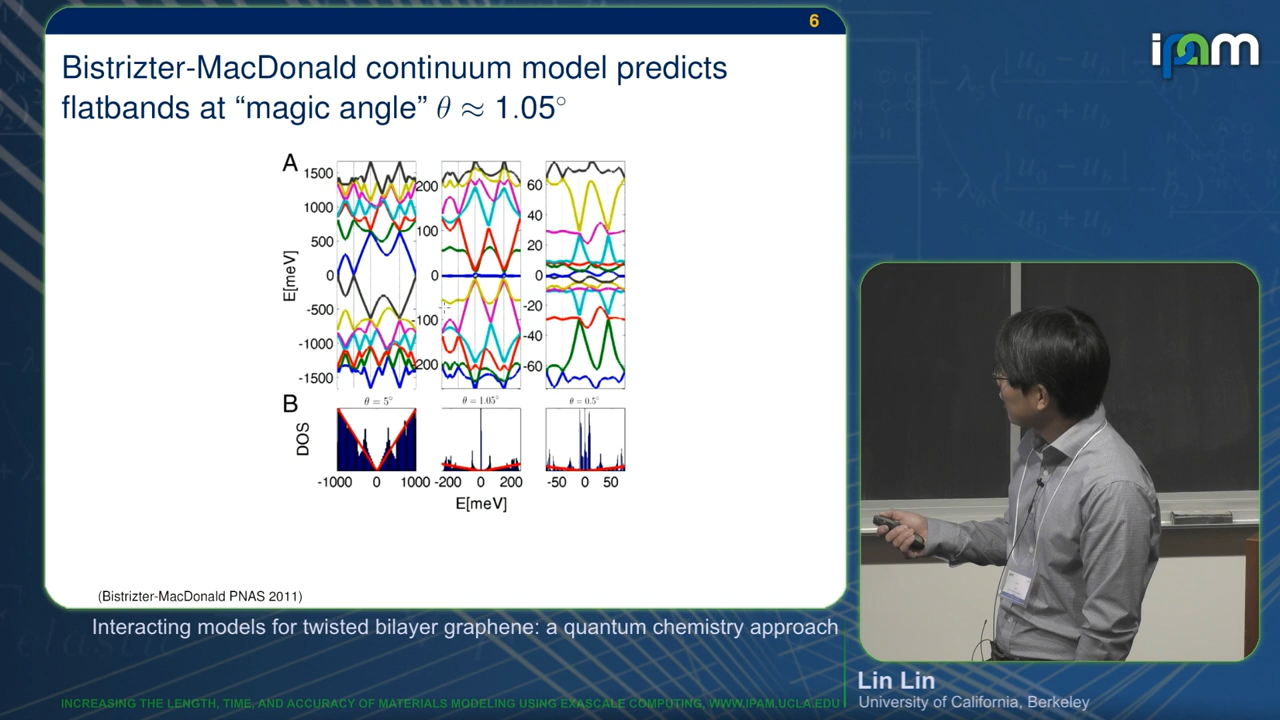 6
ipam
Bistrizter-MacDonald continuum model predicts
flatbands at “magic angle” θ ≈ 1.05°
A
1500
1000
500
0
-500
-1000
-1500
E[meV]
200
100
0
-100
-200
60
40
20
0
-20
-40
-60
B
θ = 5°
θ = 1.05°
θ = 0.5°
DOS
-1000 0 1000
-200 0 200
-50 0 50
E[meV]
(Bistrizter-MacDonald PNAS 2011)
Interacting models for twisted bilayer graphene: a quantum chemistry approach
Lin Lin
University of California, Berkeley
INCREASING THE LENGTH, TIME, AND ACCURACY OF MATERIALS MODELING USING EXASCALE COMPUTING, WWW.IPAM.UCLA.EDU